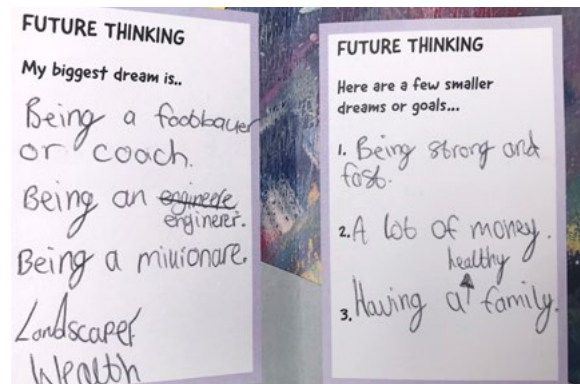 FUTURE THINKING
My biggest dream is..
Being a footbauer
or coach.
Being an engineere
enginerer.
Being a miuionare.
Landscaper
Wealth
FUTURE THINKING
Here are a few smaller
dreams or goals...
1. Being strong and
fast.
2. A lot of money.
healthy
3. Having a family.